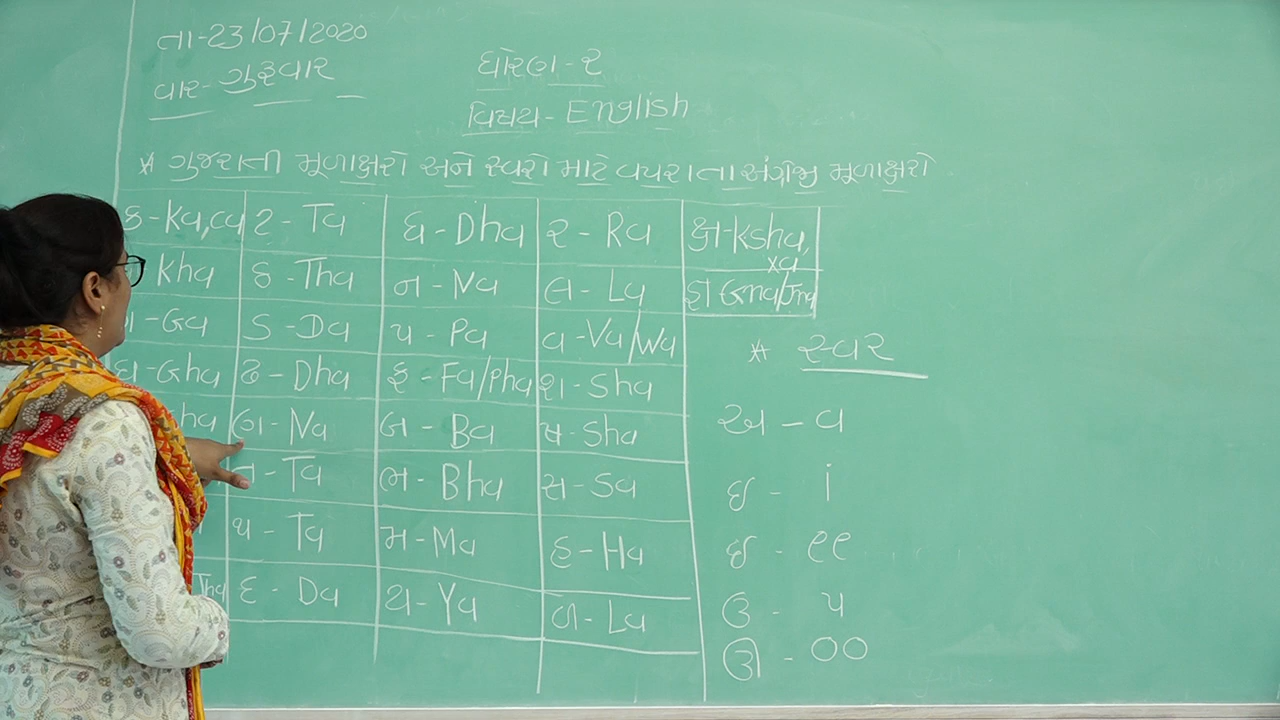 તા-23/07/2020
વાર-ગુરૂવાર
ધોરણ-૨
વિષય-English
* ગુજરાતી મૂળાક્ષરો અને સ્વરો માટે વપરાતા અંગ્રેજી મૂળાક્ષરો
ક-Ka,ca ટ-Ta ધ-Dha ર-Ra ક્ષ-Ksha, xa
Kha ઠ-Tha ન-Na લ-La જ્ઞ Gna/Jna
ગ-Ga ડ-Da પ-Pa વ-Va/Wa
ઘ-Gha ઢ-Dha ફ-Fa/Pha શ-Sha
ha ણ-Na બ-Ba ષ-Sha
ત-Ta ભ-Bha સ-Sa
થ-Ta મ-Ma હ-Ha
Tha દ-Da ય-Ya ળ-La
* સ્વર
અ-a
ઇ-i
ઈ-ee
ઉ-u
ઊ-oo